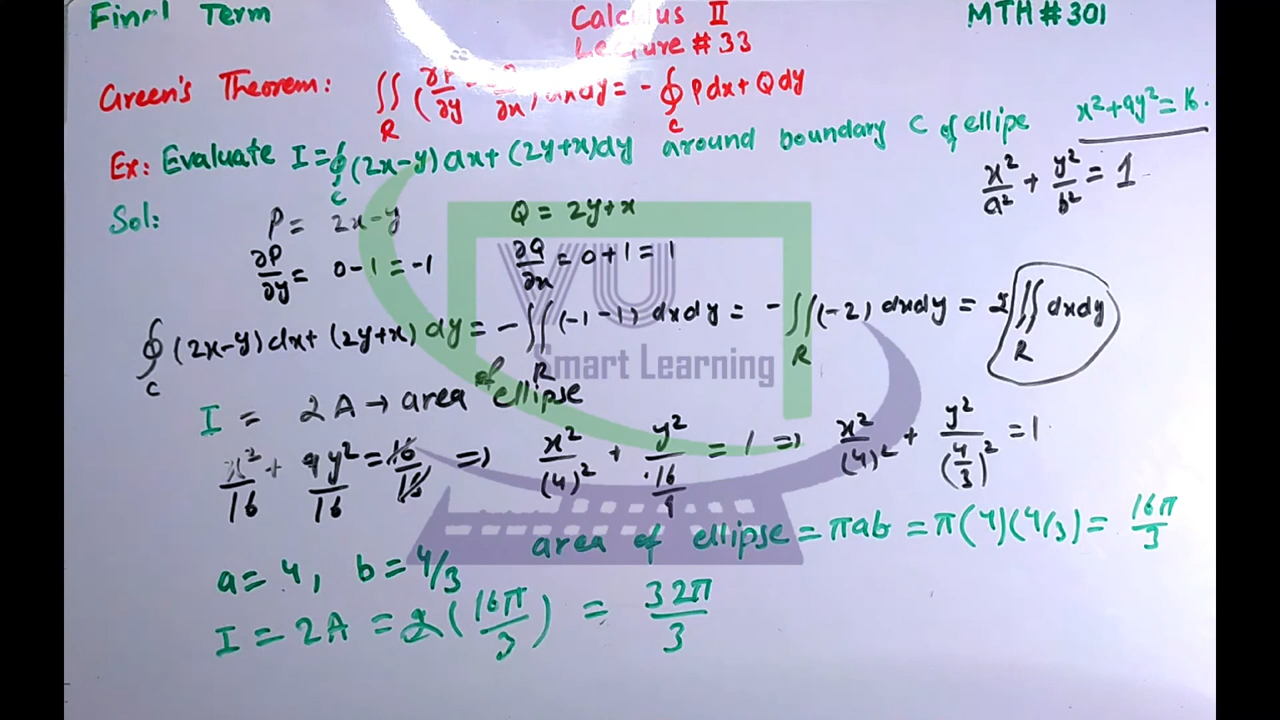 Final Term Calculus II MTH # 301
Lecture # 33
Green's Theorem: ∬_R (∂P/∂y - ∂Q/∂x) dxdy = - ∮_C Pdx + Qdy
Ex: Evaluate I = ∮_C (2x-y) dx + (2y+x)dy around boundary C of ellipe x² + 9y² = 16.
x²/a² + y²/b² = 1
Sol: P = 2x-y Q = 2y+x
∂P/∂y = 0-1 = -1 ∂Q/∂x = 0+1 = 1
∮_C (2x-y)dx + (2y+x) dy = - ∬_R (-1-1) dxdy = - ∬_R (-2) dxdy = 2 ∬_R dxdy
I = 2A → area of ellipse
x²/16 + 9y²/16 = 16/16 => x²/(4)² + y²/(16/9) = 1 => x²/(4)² + y²/(4/3)² = 1
area of ellipse = πab = π(4)(4/3) = 16π/3
a = 4, b = 4/3
I = 2A = 2(16π/3) = 32π/3
VU
Smart Learning